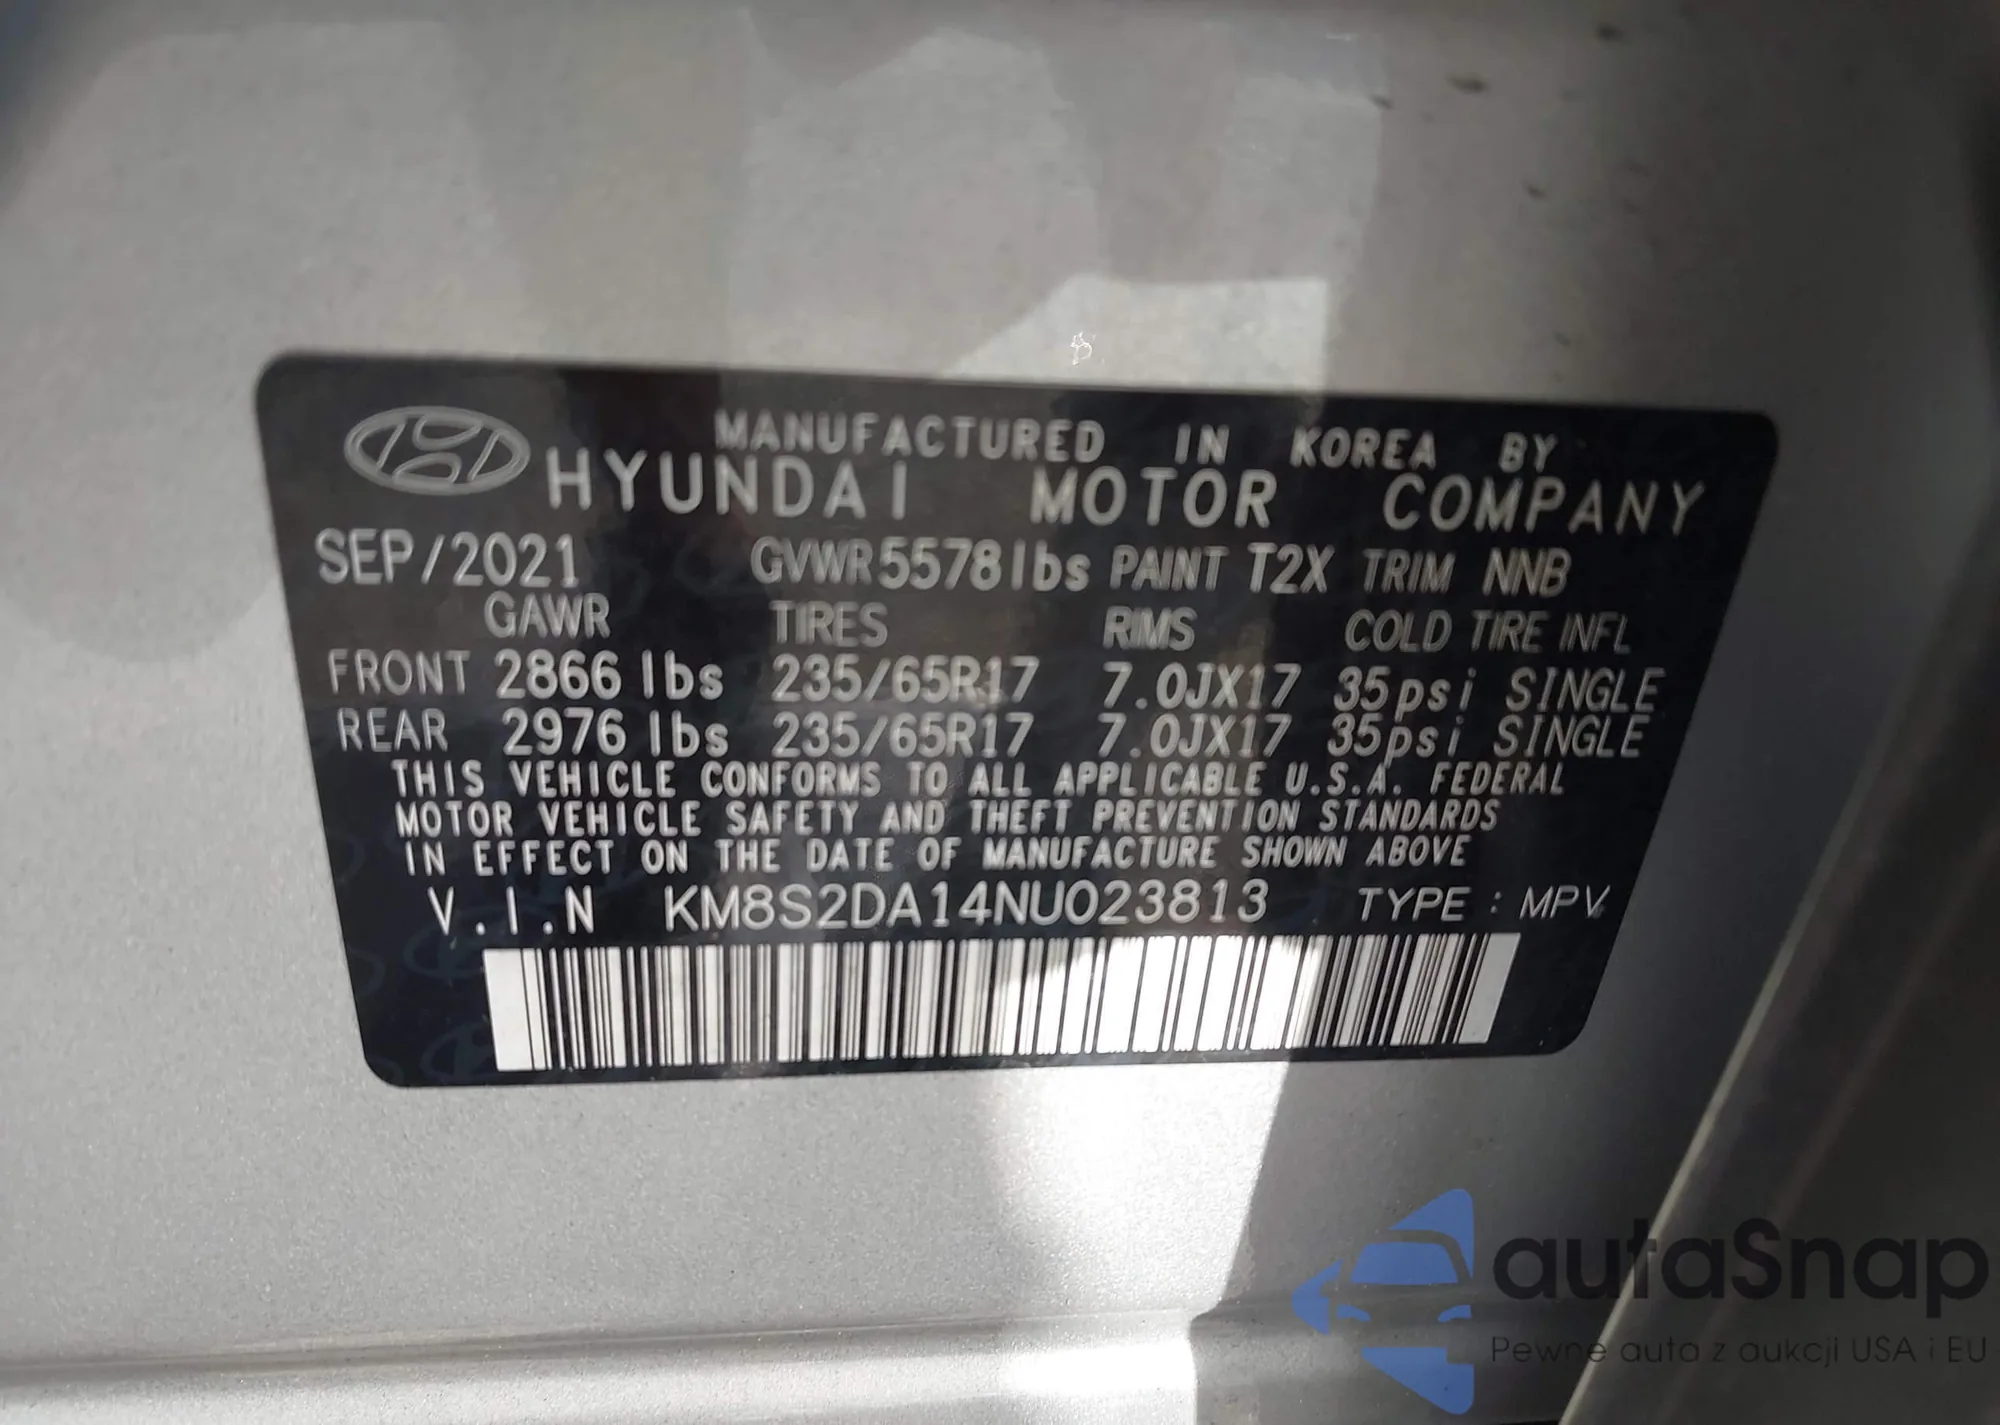 MANUFACTURED IN KOREA BY
HYUNDAI MOTOR COMPANY
SEP/2021 GVWR 5578lbs PAINT T2X TRIM NNB
GAWR TIRES RIMS COLD TIRE INFL
FRONT 2866 lbs 235/65R17 7.0JX17 35psi SINGLE
REAR 2976 lbs 235/65R17 7.0JX17 35psi SINGLE
THIS VEHICLE CONFORMS TO ALL APPLICABLE U.S.A. FEDERAL
MOTOR VEHICLE SAFETY AND THEFT PREVENTION STANDARDS
IN EFFECT ON THE DATE OF MANUFACTURE SHOWN ABOVE
V.I.N KM8S2DA14NU023813 TYPE : MPV
autaSnap
Pewne auta z aukcji USA i EU